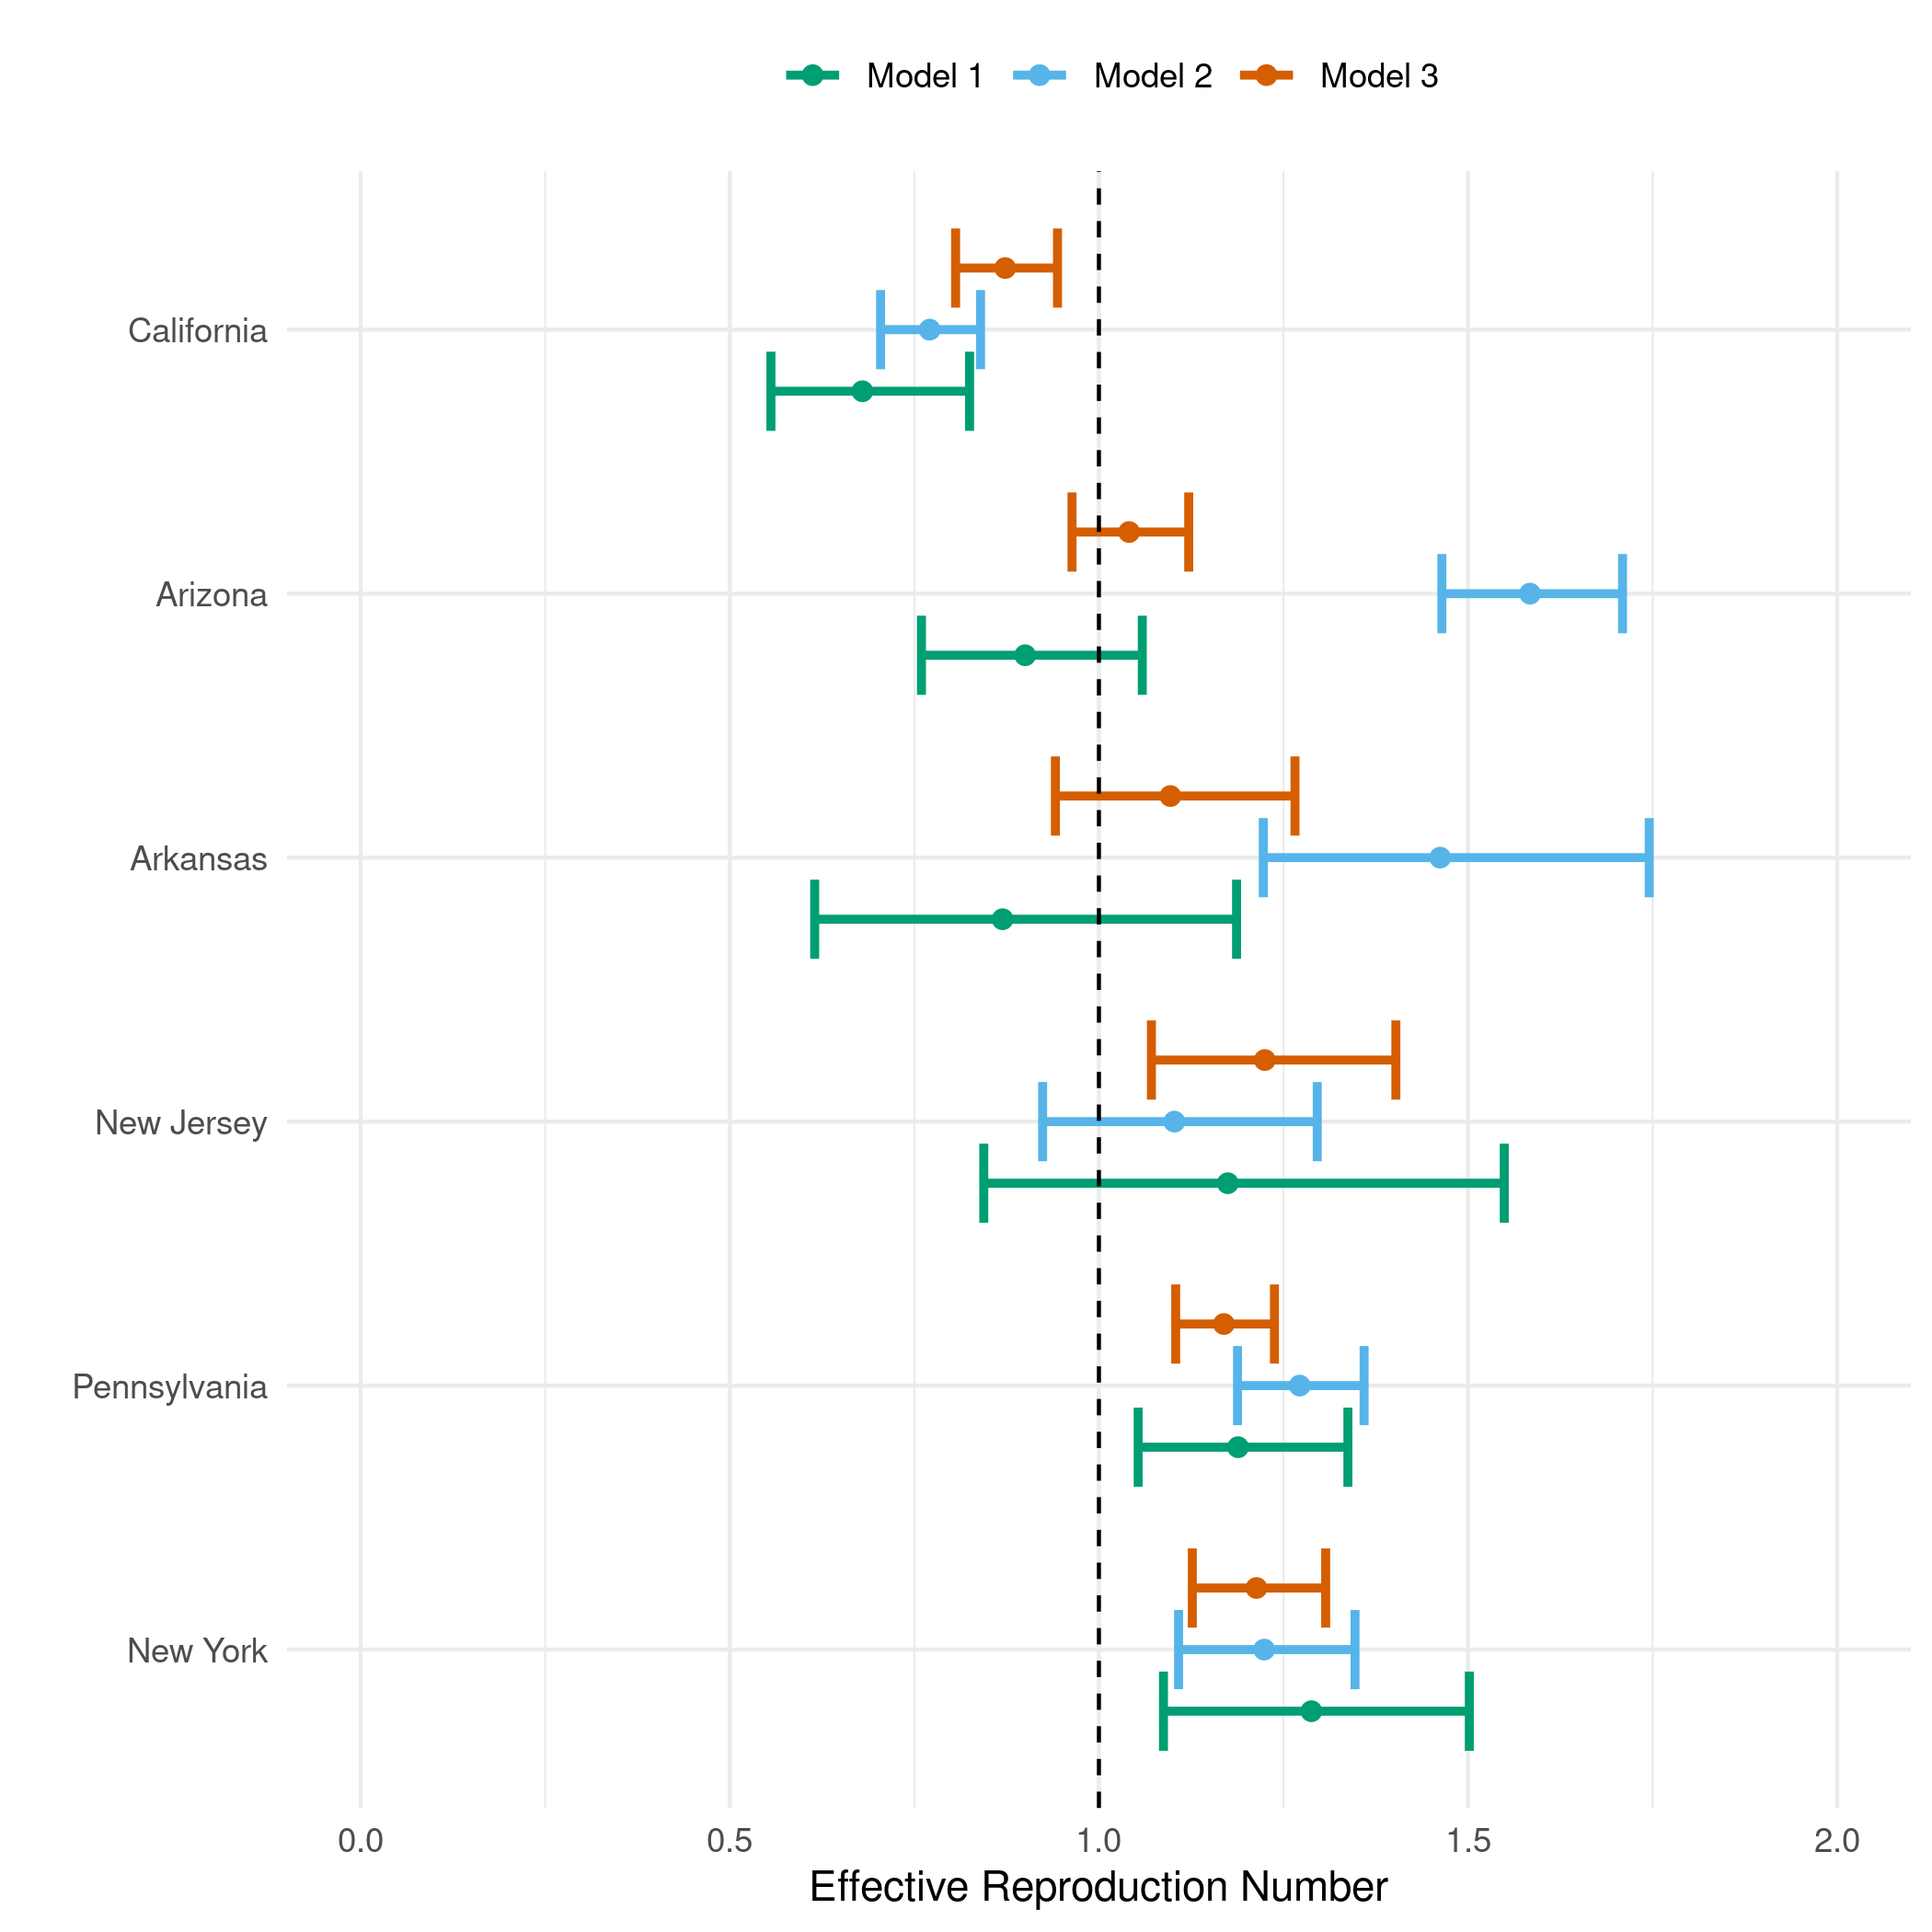 Model 1 Model 2 Model 3
California
Arizona
Arkansas
New Jersey
Pennsylvania
New York
0.0 0.5 1.0 1.5 2.0
Effective Reproduction Number